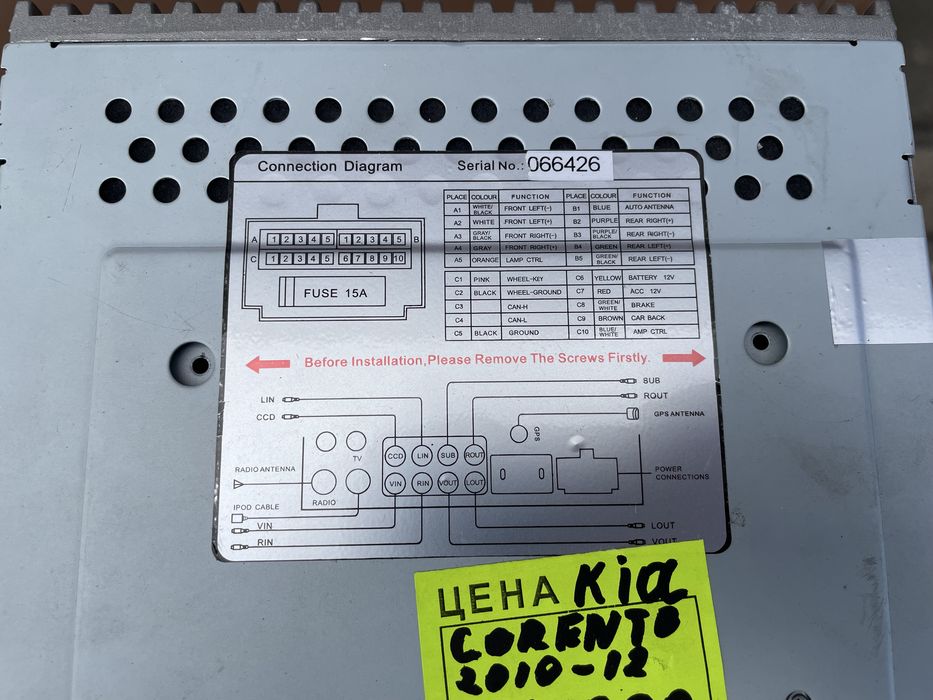 Connection Diagram Serial No.: 066426
PLACE COLOUR FUNCTION PLACE COLOUR FUNCTION
A1 WHITE/BLACK FRONT LEFT(-) B1 BLUE AUTO ANTENNA
A2 WHITE FRONT LEFT(+) B2 PURPLE REAR RIGHT(+)
A3 GRAY/BLACK FRONT RIGHT(-) B3 PURPLE/BLACK REAR RIGHT(-)
A4 GRAY FRONT RIGHT(+) B4 GREEN REAR LEFT(+)
A5 ORANGE LAMP CTRL B5 GREEN/BLACK REAR LEFT(-)
C1 PINK WHEEL-KEY C6 YELLOW BATTERY 12V
C2 BLACK WHEEL-GROUND C7 RED ACC 12V
C3 CAN-H C8 GREEN/WHITE BRAKE
C4 CAN-L C9 BROWN CAR BACK
C5 BLACK GROUND C10 BLUE/WHITE AMP CTRL
A 1 2 3 4 5 1 2 3 4 5 B
C 1 2 3 4 5 6 7 8 9 10
FUSE 15A
Before Installation,Please Remove The Screws Firstly.
SUB
LIN ROUT
CCD GPS ANTENNA
GPS
TV CCD LIN SUB ROUT
RADIO ANTENNA POWER CONNECTIONS
VIN RIN VOUT LOUT
RADIO
IPOD CABLE
VIN LOUT
RIN VOUT
ЦЕНА Kia
CORENTO
2010-12